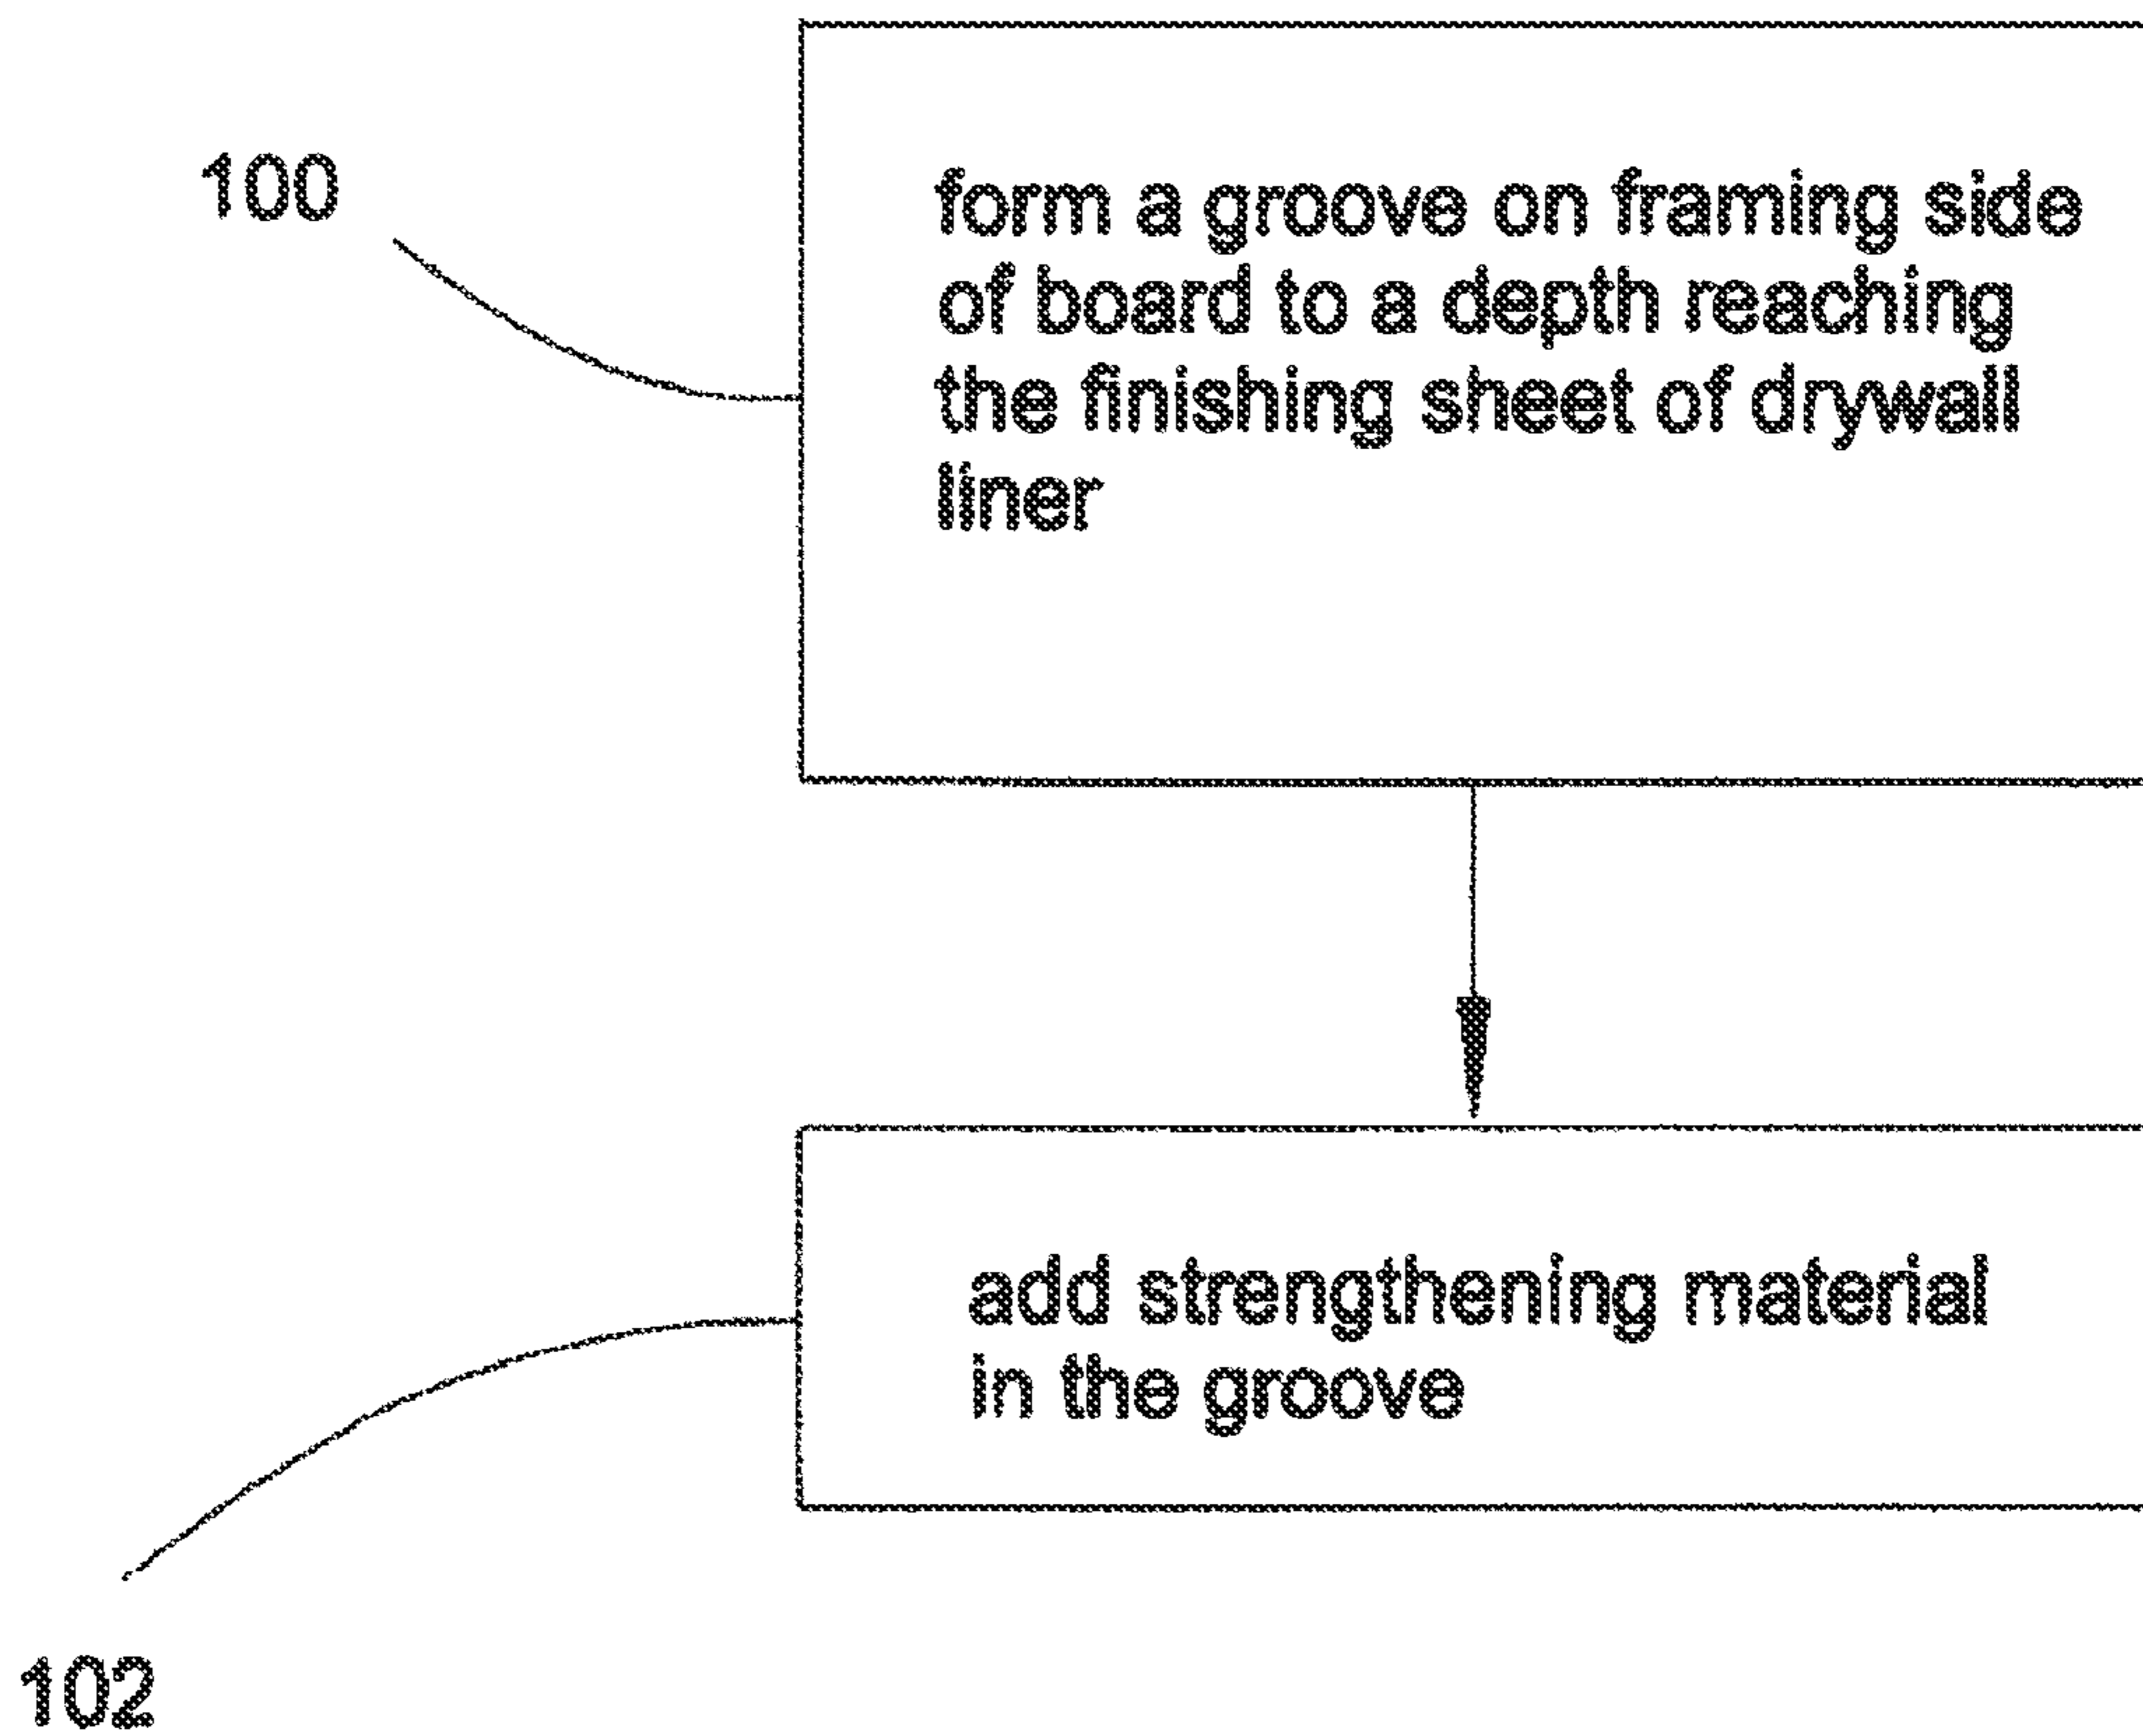 100
form a groove on framing side
of board to a depth reaching
the finishing sheet of drywall
liner
add strengthening material
in the groove
102